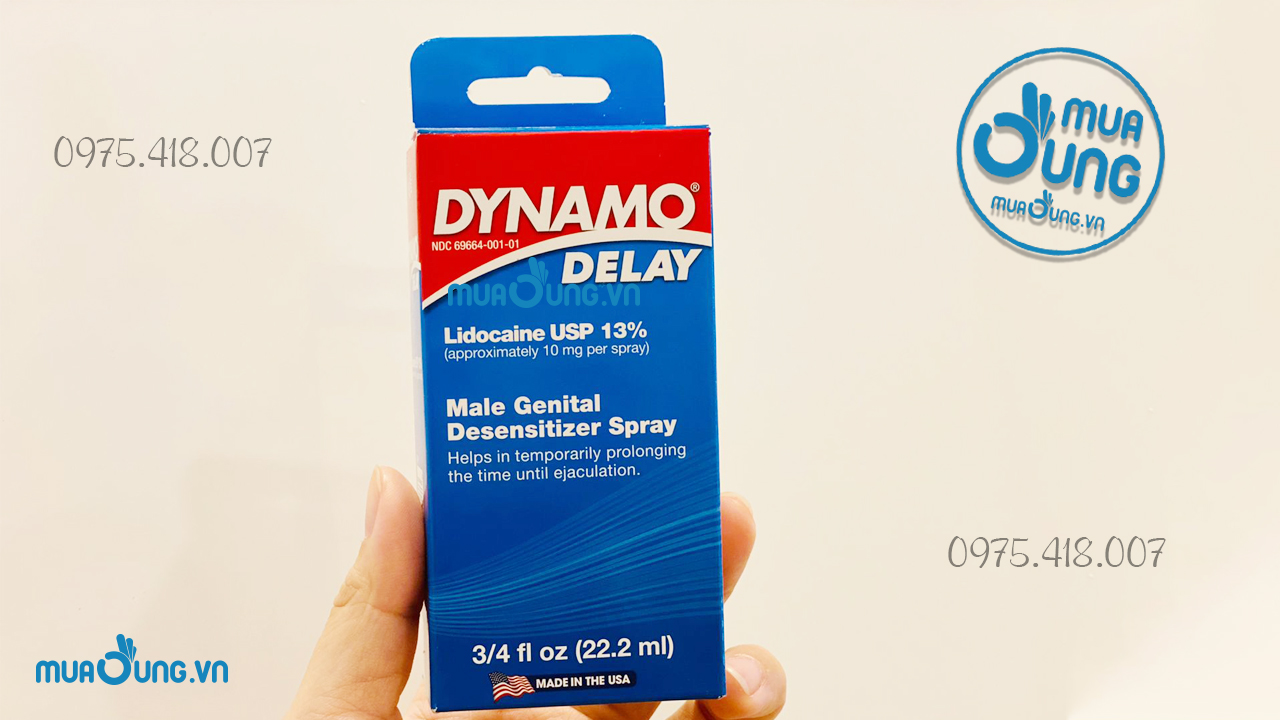 0975.418.007
MUA
DUNG
MUADUNG.vn
DYNAMO®
NDC 69664-001-01
DELAY
MUADUNG.vn
Lidocaine USP 13%
(approximately 10 mg per spray)
Male Genital
Desensitizer Spray
Helps in temporarily prolonging
the time until ejaculation.
0975.418.007
3/4 fl oz (22.2 ml)
MADE IN THE USA
MUADUNG.vn